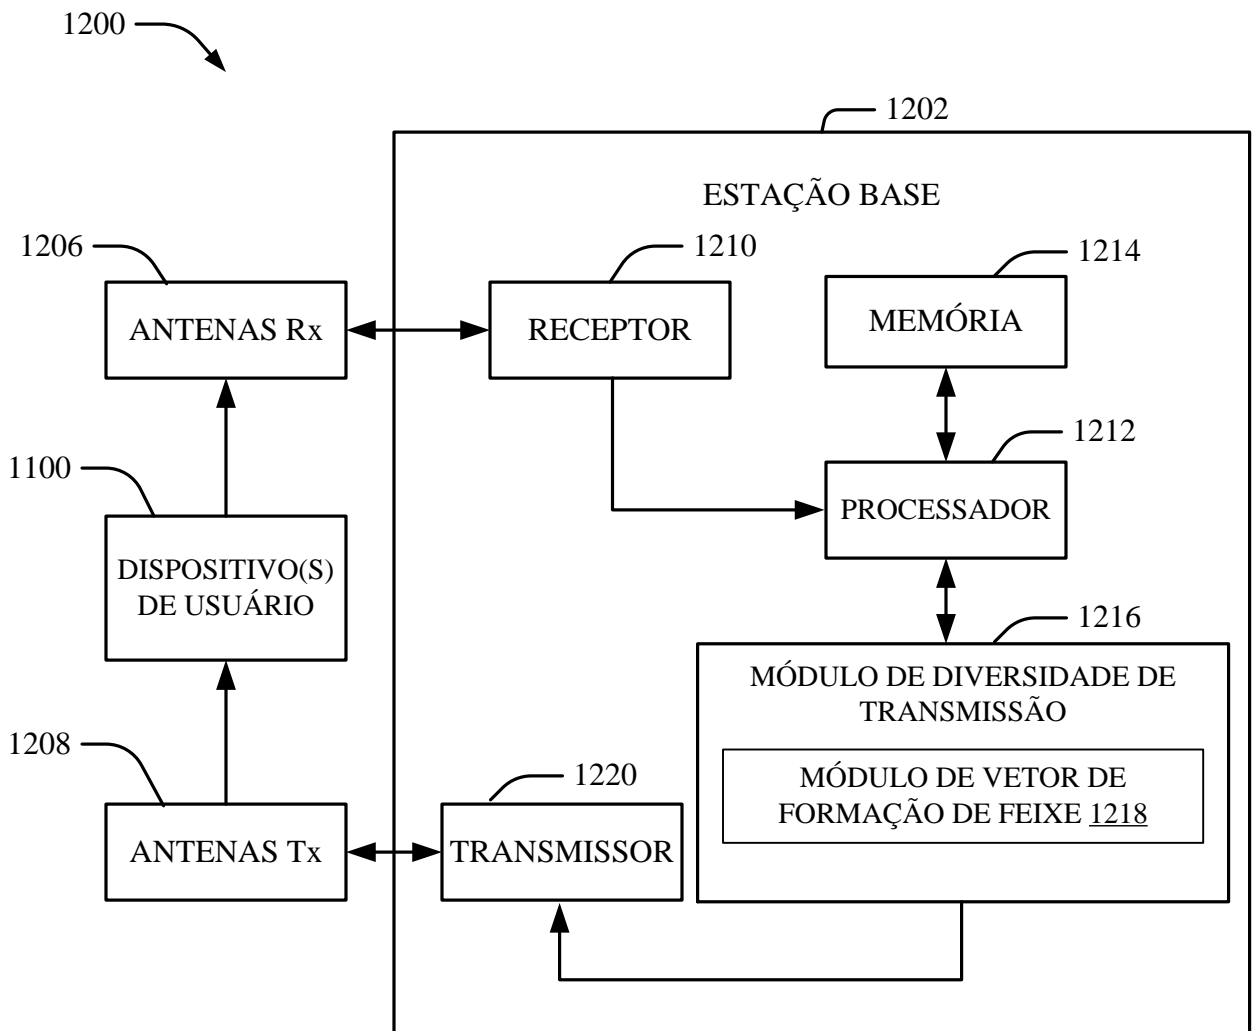 1200
1202
ESTAÇÃO BASE
1206
1210
1214
ANTENAS Rx
RECEPTOR
MEMÓRIA
1212
1100
PROCESSADOR
DISPOSITIVO(S)
DE USUÁRIO
1216
MÓDULO DE DIVERSIDADE DE
TRANSMISSÃO
1208
1220
MÓDULO DE VETOR DE
FORMAÇÃO DE FEIXE 1218
ANTENAS Tx
TRANSMISSOR